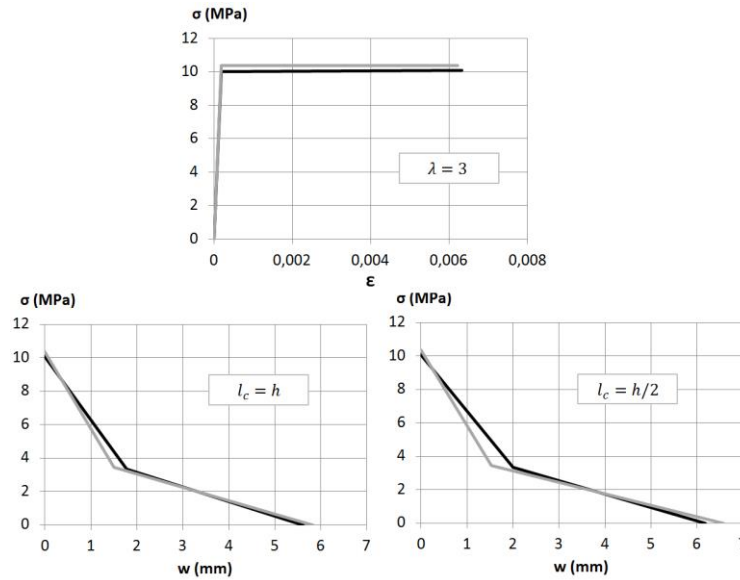 σ (MPa)
12
10
8
6
4
2
0
0 0,002 0,004 0,006 0,008
ε
λ = 3
σ (MPa)
12
10
8
6
4
2
0
0 1 2 3 4 5 6 7
w (mm)
l_c = h
σ (MPa)
12
10
8
6
4
2
0
0 1 2 3 4 5 6 7
w (mm)
l_c = h/2